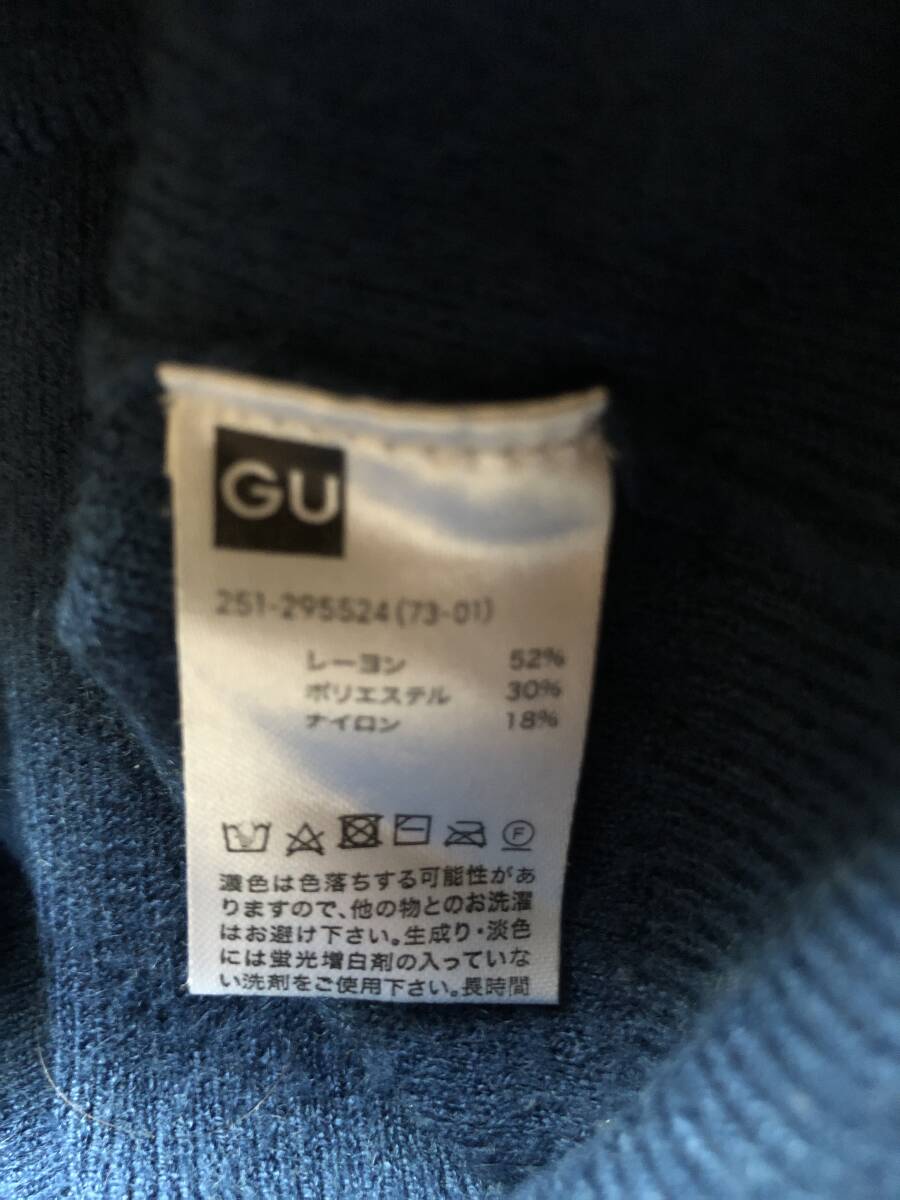 GU
251-295524(73-01)
レーヨン 52%
ポリエステル 30%
ナイロン 18%
F
濃色は色落ちする可能性があ
りますので、他の物とのお洗濯
はお避け下さい。生成り・淡色
には蛍光増白剤の入っていな
い洗剤をご使用下さい。長時間